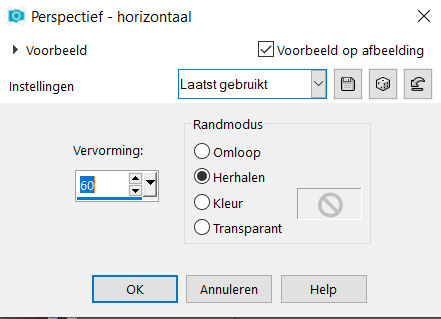 Perspectief - horizontaal
Voorbeeld
Voorbeeld op afbeelding
Instellingen
Laatst gebruikt
Randmodus
Vervorming:
60
Omloop
Herhalen
Kleur
Transparant
OK
Annuleren
Help